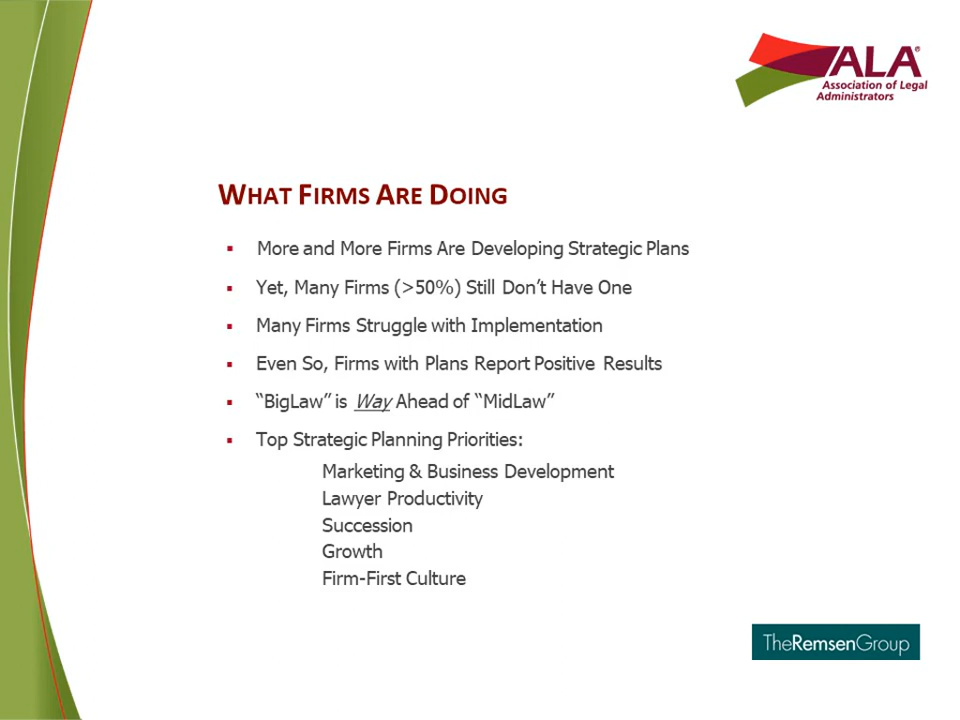 ALA®
Association of Legal
Administrators
WHAT FIRMS ARE DOING
▪ More and More Firms Are Developing Strategic Plans
▪ Yet, Many Firms (>50%) Still Don’t Have One
▪ Many Firms Struggle with Implementation
▪ Even So, Firms with Plans Report Positive Results
▪ “BigLaw” is Way Ahead of “MidLaw”
▪ Top Strategic Planning Priorities:
Marketing & Business Development
Lawyer Productivity
Succession
Growth
Firm-First Culture
TheRemsenGroup